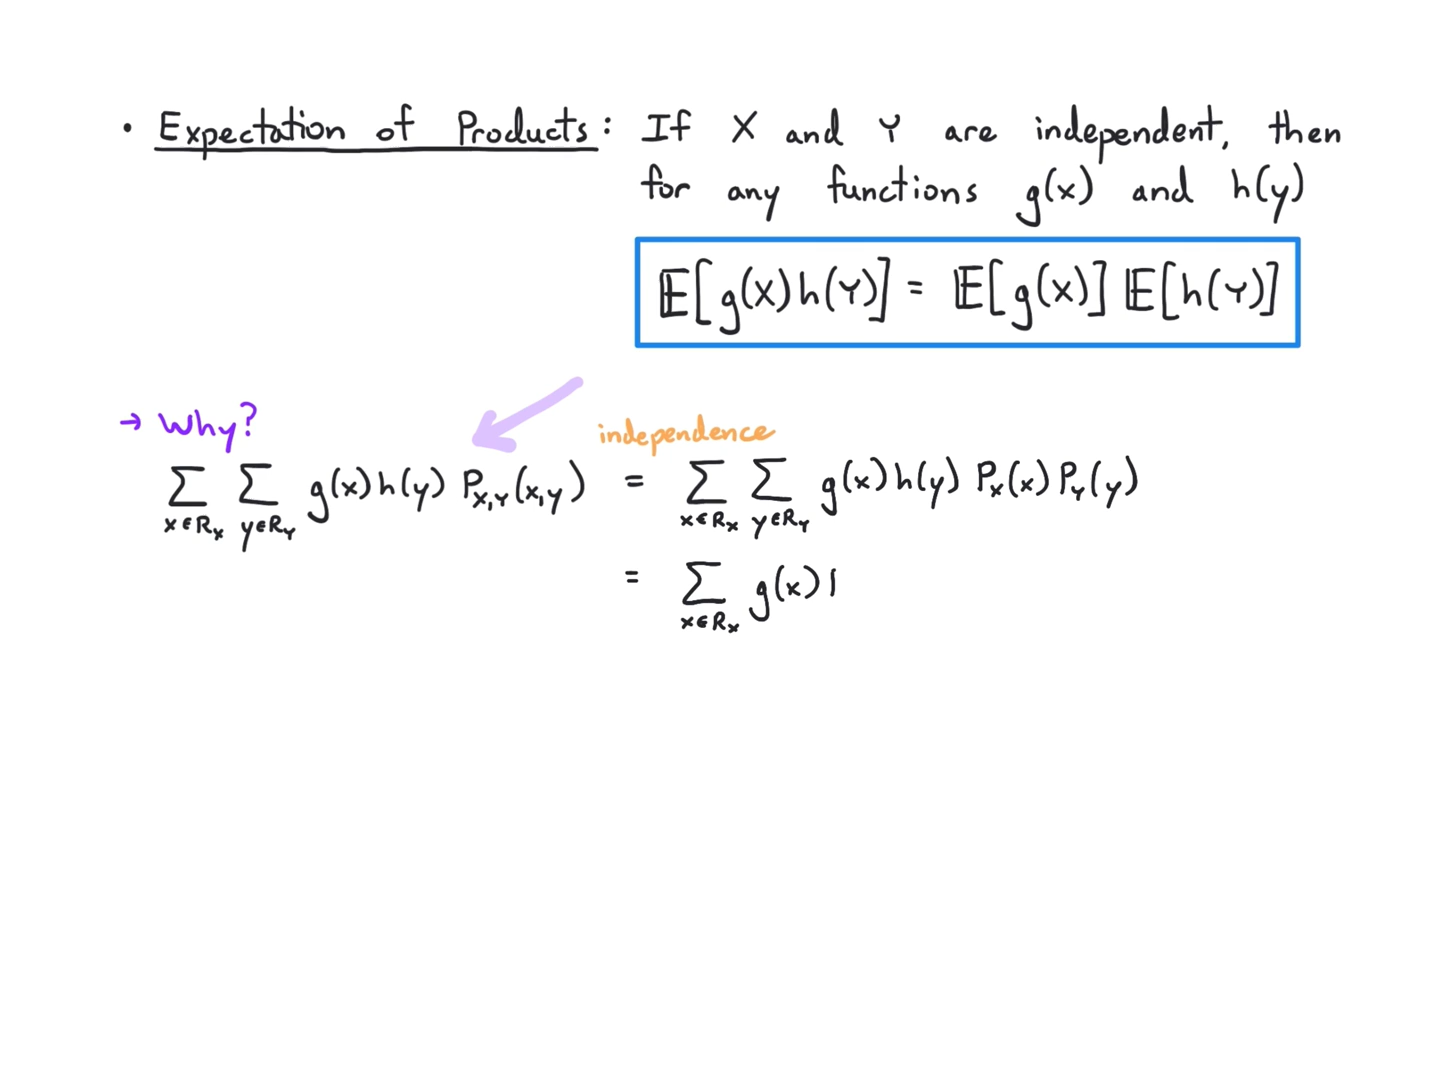 • Expectation of Products: If X and Y are independent, then
for any functions g(x) and h(y)
𝔼[g(X)h(Y)] = 𝔼[g(X)] 𝔼[h(Y)]
→ Why?
independence
∑_{x∈R_X} ∑_{y∈R_Y} g(x)h(y) P_{X,Y}(x,y) = ∑_{x∈R_X} ∑_{y∈R_Y} g(x)h(y) P_X(x) P_Y(y)
= ∑_{x∈R_X} g(x)